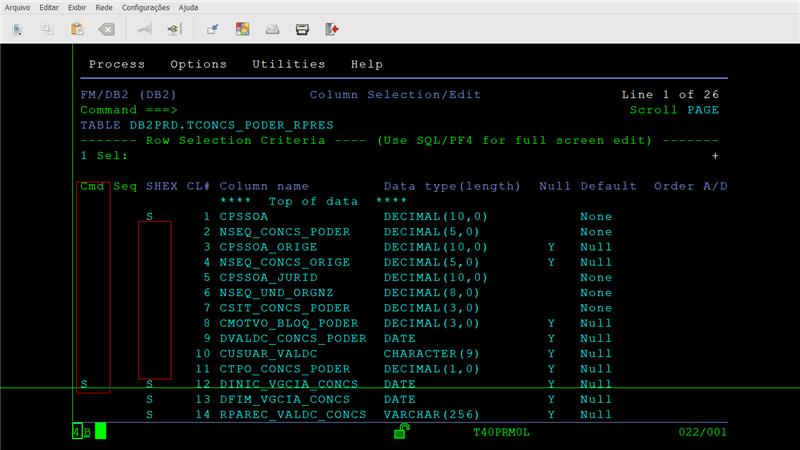 Arquivo Editar Exibir Rede Configurações Ajuda
Process Options Utilities Help
FM/DB2 (DB2) Column Selection/Edit Line 1 of 26
Command ===> Scroll PAGE
TABLE DB2PRD.TCONCS_PODER_RPRES
------- Row Selection Criteria ---- (Use SQL/PF4 for full screen edit) -------
1 Sel: +
Cmd Seq SHEX CL# Column name Data type(length) Null Default Order A/D
**** Top of data ****
S 1 CPSSOA DECIMAL(10,0) None
2 NSEQ_CONCS_PODER DECIMAL(5,0) None
3 CPSSOA_ORIGE DECIMAL(10,0) Y Null
4 NSEQ_CONCS_ORIGE DECIMAL(5,0) Y Null
5 CPSSOA_JURID DECIMAL(10,0) None
6 NSEQ_UND_ORGNZ DECIMAL(8,0) None
7 CSIT_CONCS_PODER DECIMAL(3,0) None
8 CMOTVO_BLOQ_PODER DECIMAL(3,0) Y Null
9 DVALDC_CONCS_PODER DATE Y Null
10 CUSUAR_VALDC CHARACTER(9) Y Null
11 CTPO_CONCS_PODER DECIMAL(1,0) Y Null
S S 12 DINIC_VGCIA_CONCS DATE Y Null
S 13 DFIM_VGCIA_CONCS DATE Y Null
S 14 RPAREC_VALDC_CONCS VARCHAR(256) Y Null
4 B T40PRM0L 022/001